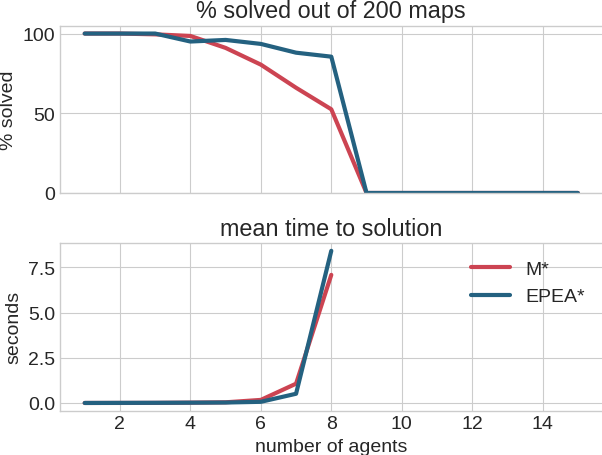 % solved out of 200 maps
100
50
0
% solved
mean time to solution
7.5
5.0
2.5
0.0
seconds
M*
EPEA*
2 4 6 8 10 12 14
number of agents